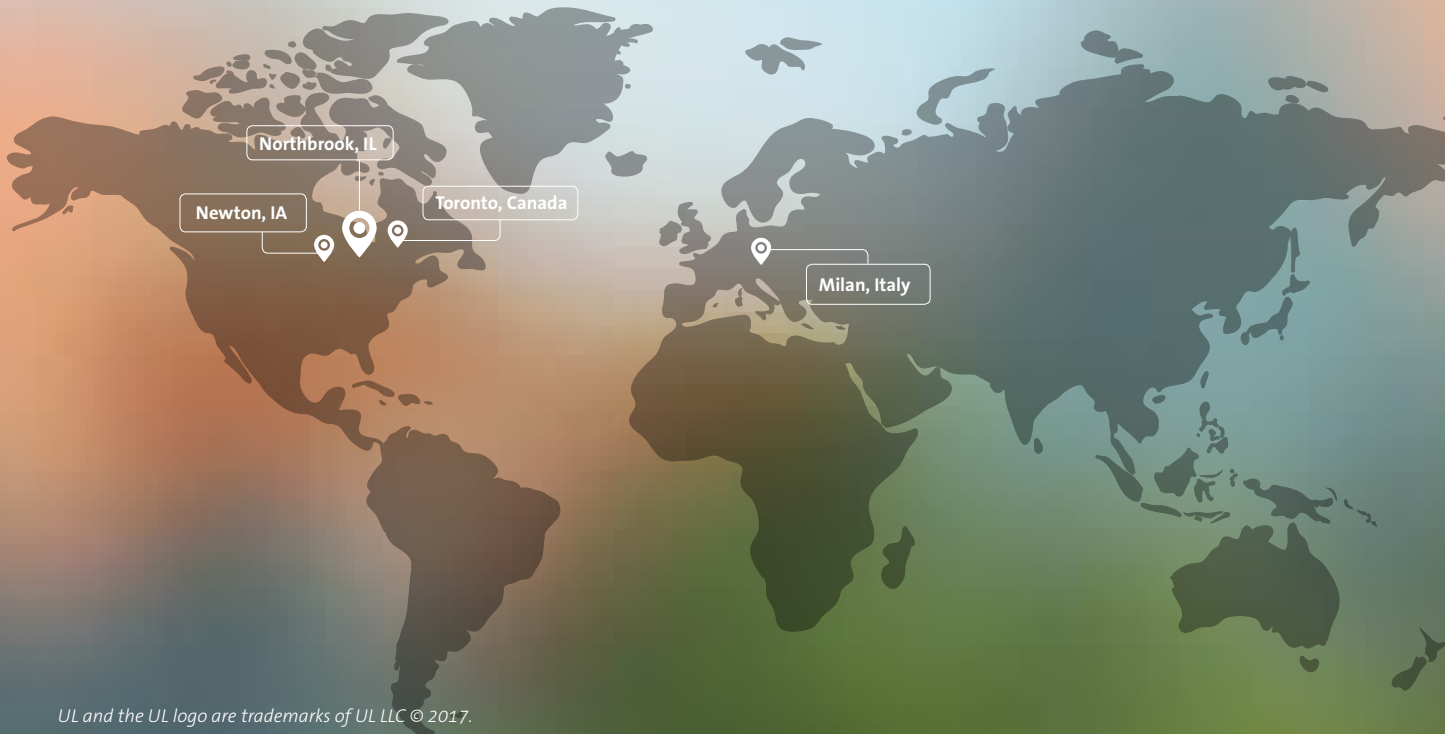 Northbrook, IL
Toronto, Canada
Newton, IA
Milan, Italy
UL and the UL logo are trademarks of UL LLC © 2017.